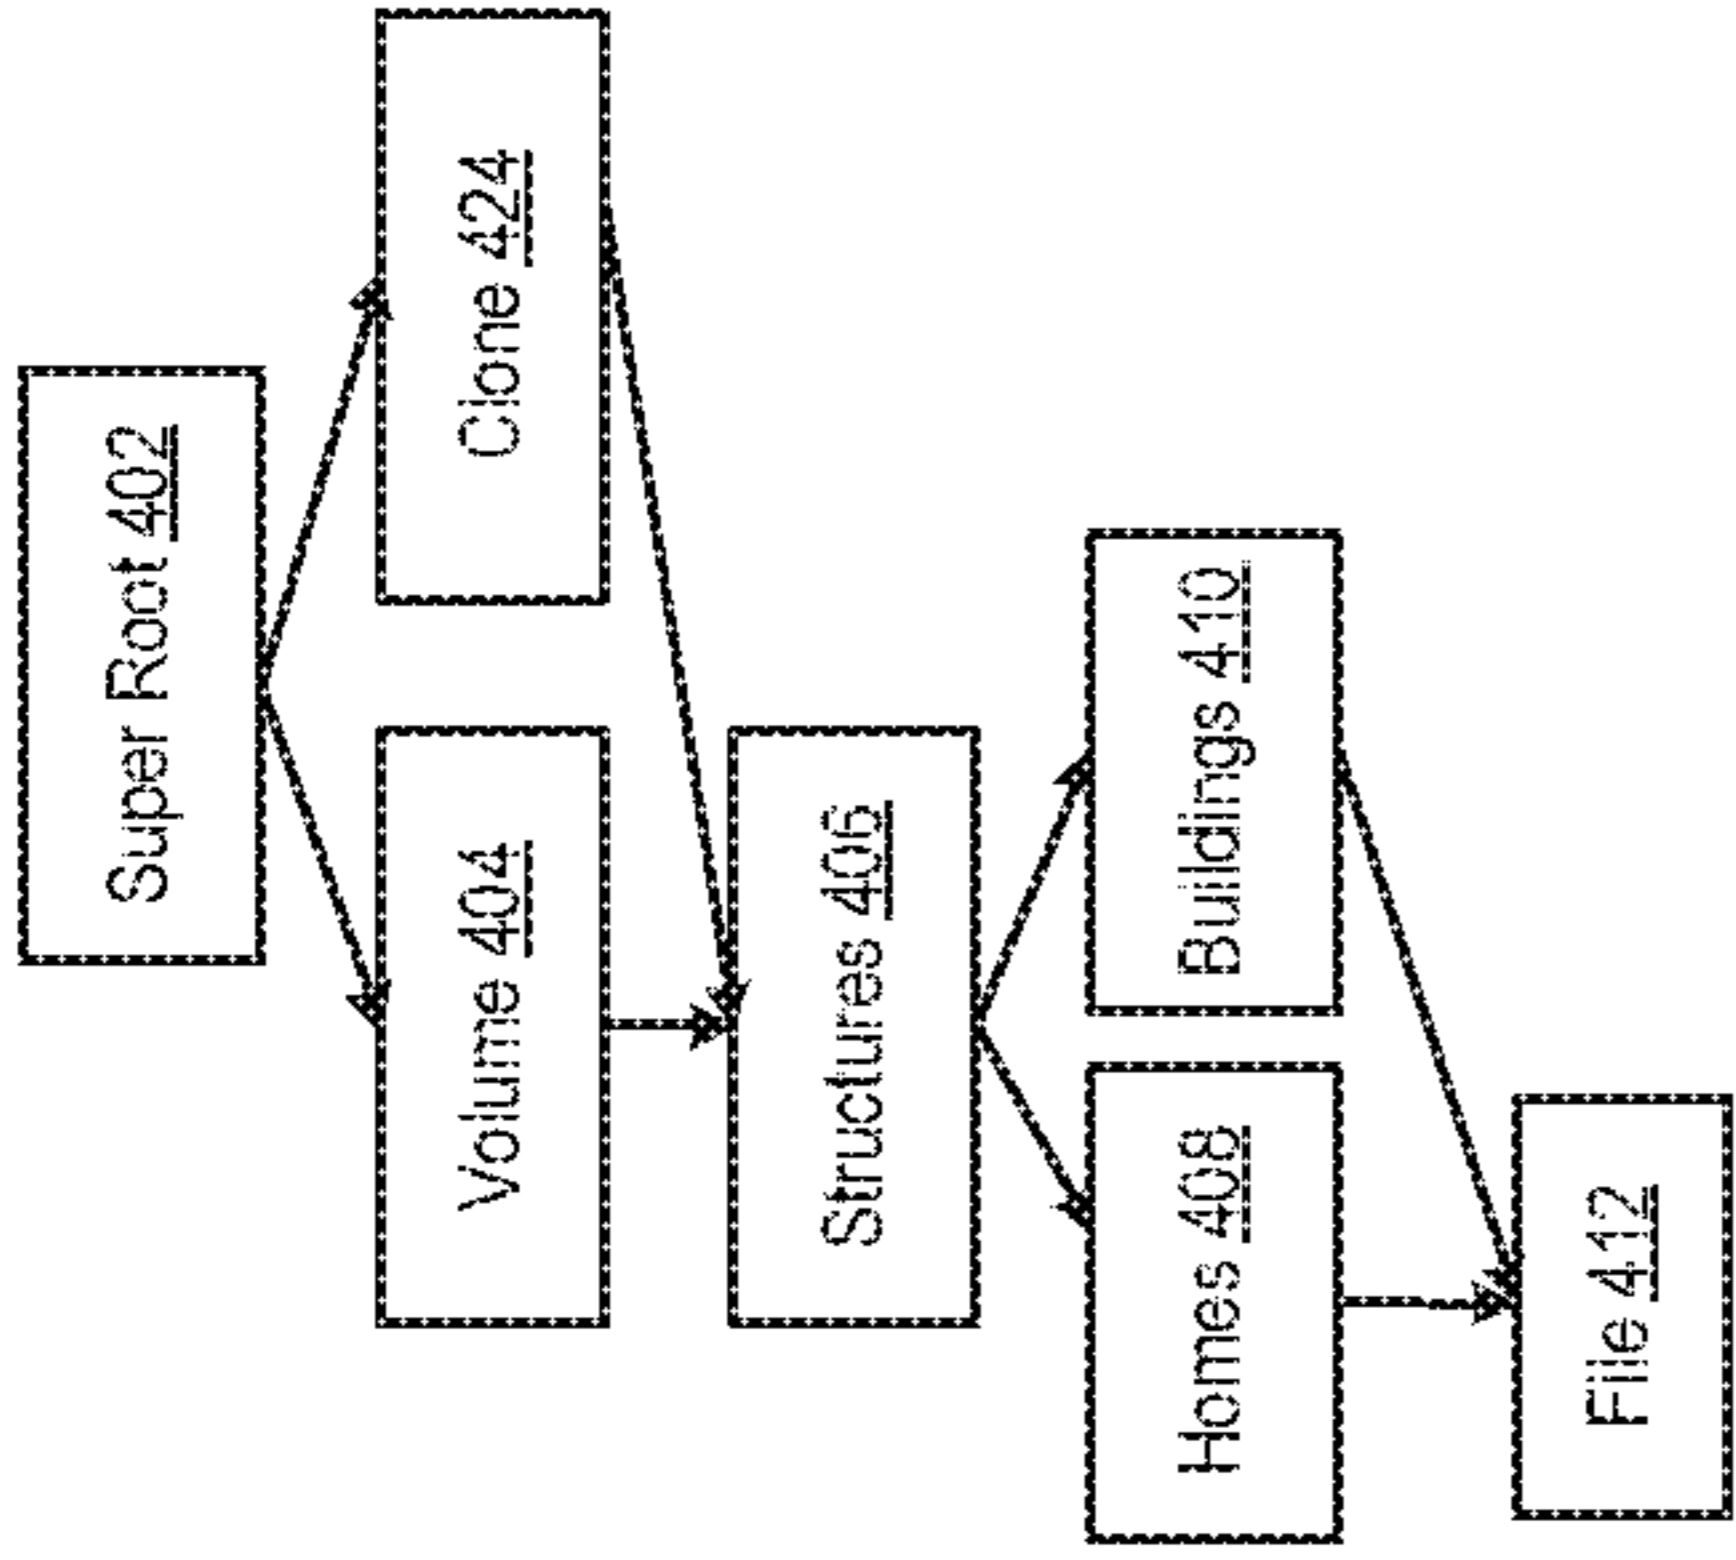 Super Root 402
Volume 404
Clone 424
Structures 406
Homes 408
Buildings 410
File 412